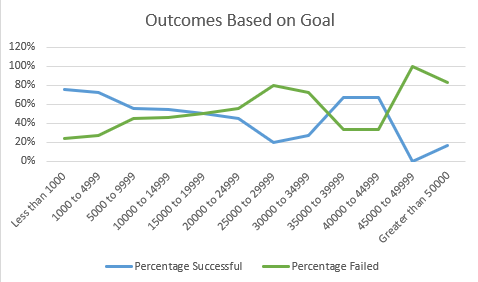 Outcomes Based on Goal
120%
100%
80%
60%
40%
20%
0%
Less than 1000
1000 to 4999
5000 to 9999
10000 to 14999
15000 to 19999
20000 to 24999
25000 to 29999
30000 to 34999
35000 to 39999
40000 to 44999
45000 to 49999
Greater than 50000
Percentage Successful
Percentage Failed